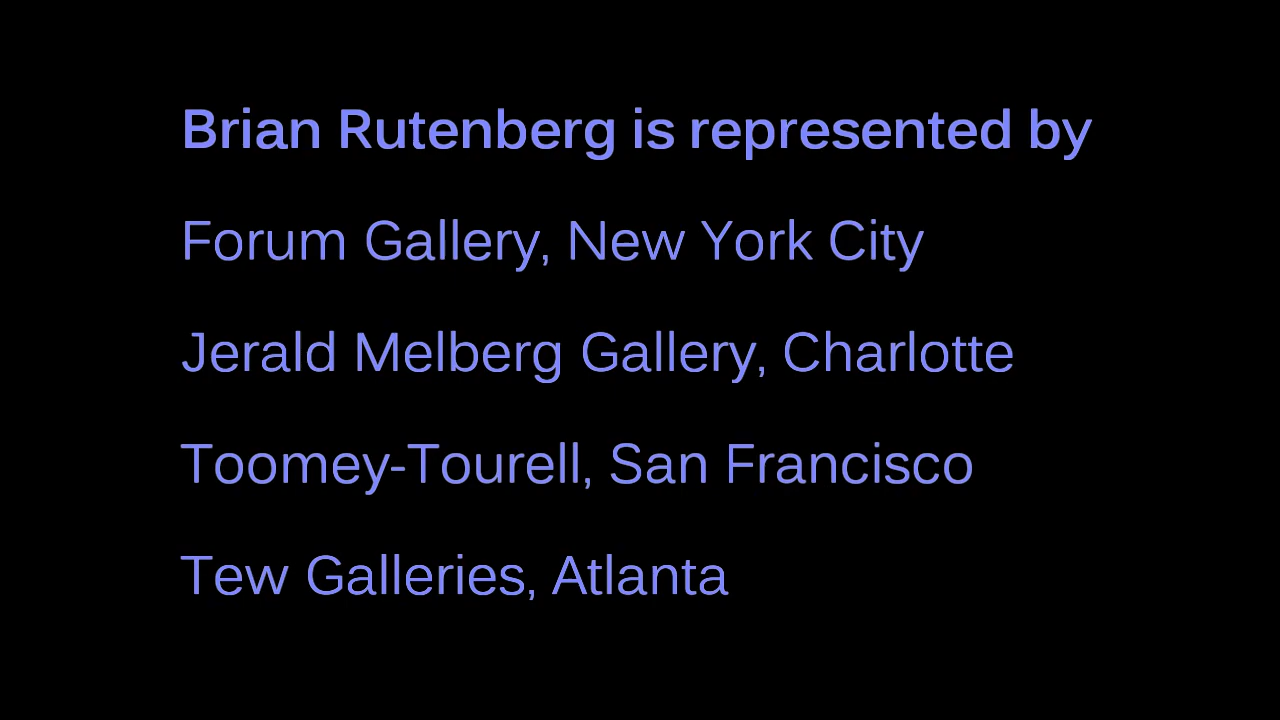 Brian Rutenberg is represented by
Forum Gallery, New York City
Jerald Melberg Gallery, Charlotte
Toomey-Tourell, San Francisco
Tew Galleries, Atlanta